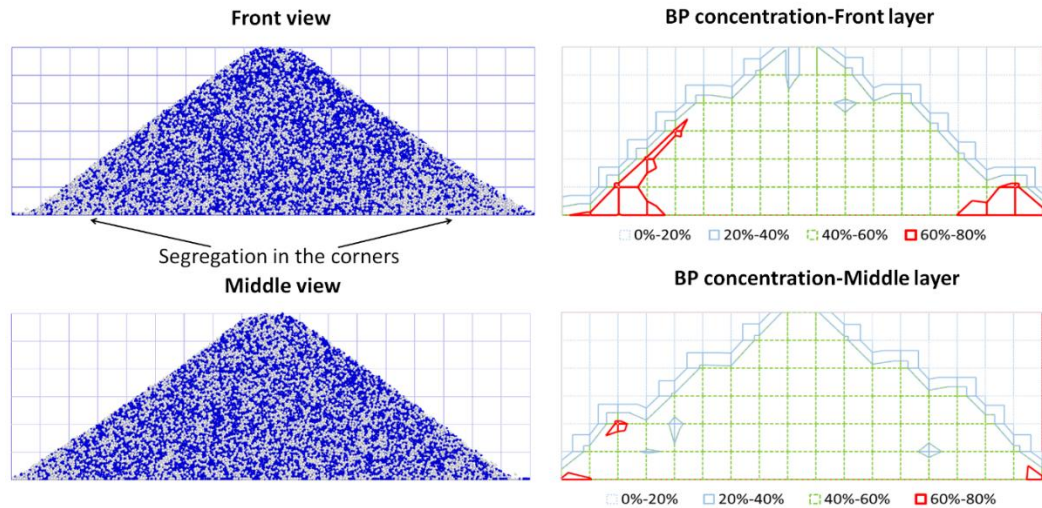 Front view
BP concentration-Front layer
0%-20% 20%-40% 40%-60% 60%-80%
Segregation in the corners
Middle view
BP concentration-Middle layer
0%-20% 20%-40% 40%-60% 60%-80%